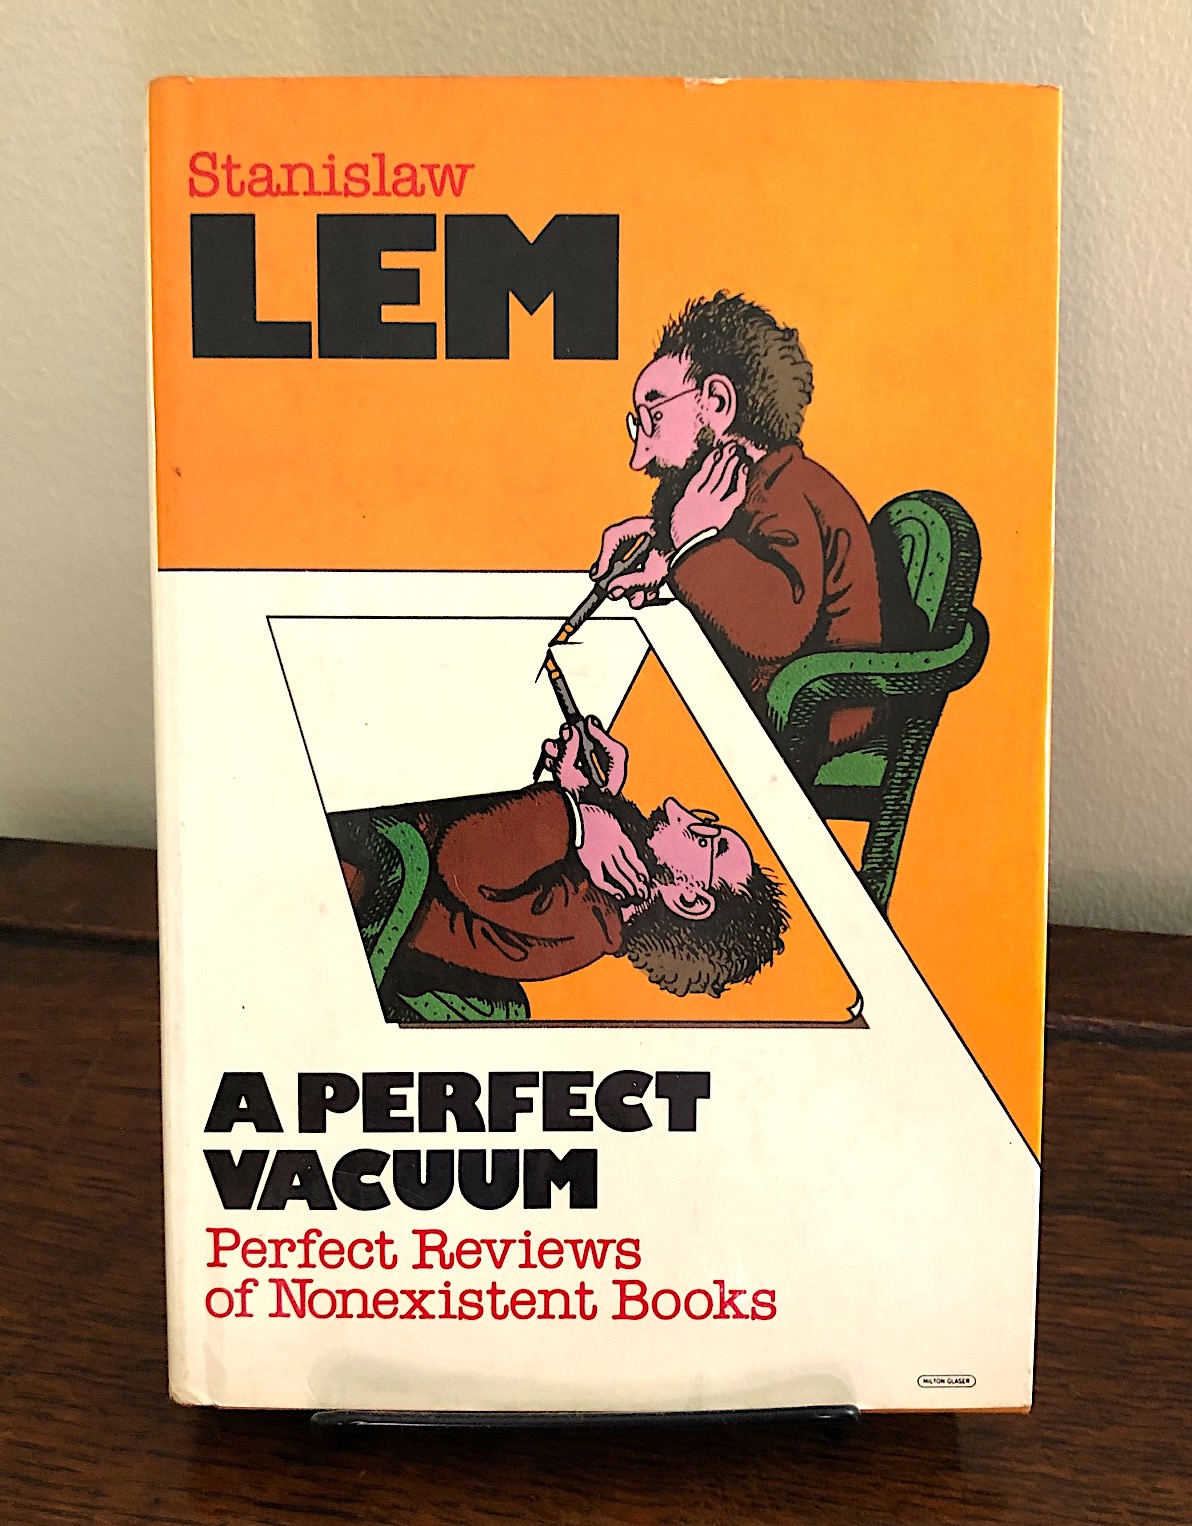 Stanislaw
LEM
A PERFECT
VACUUM
Perfect Reviews
of Nonexistent Books
MILTON GLASER